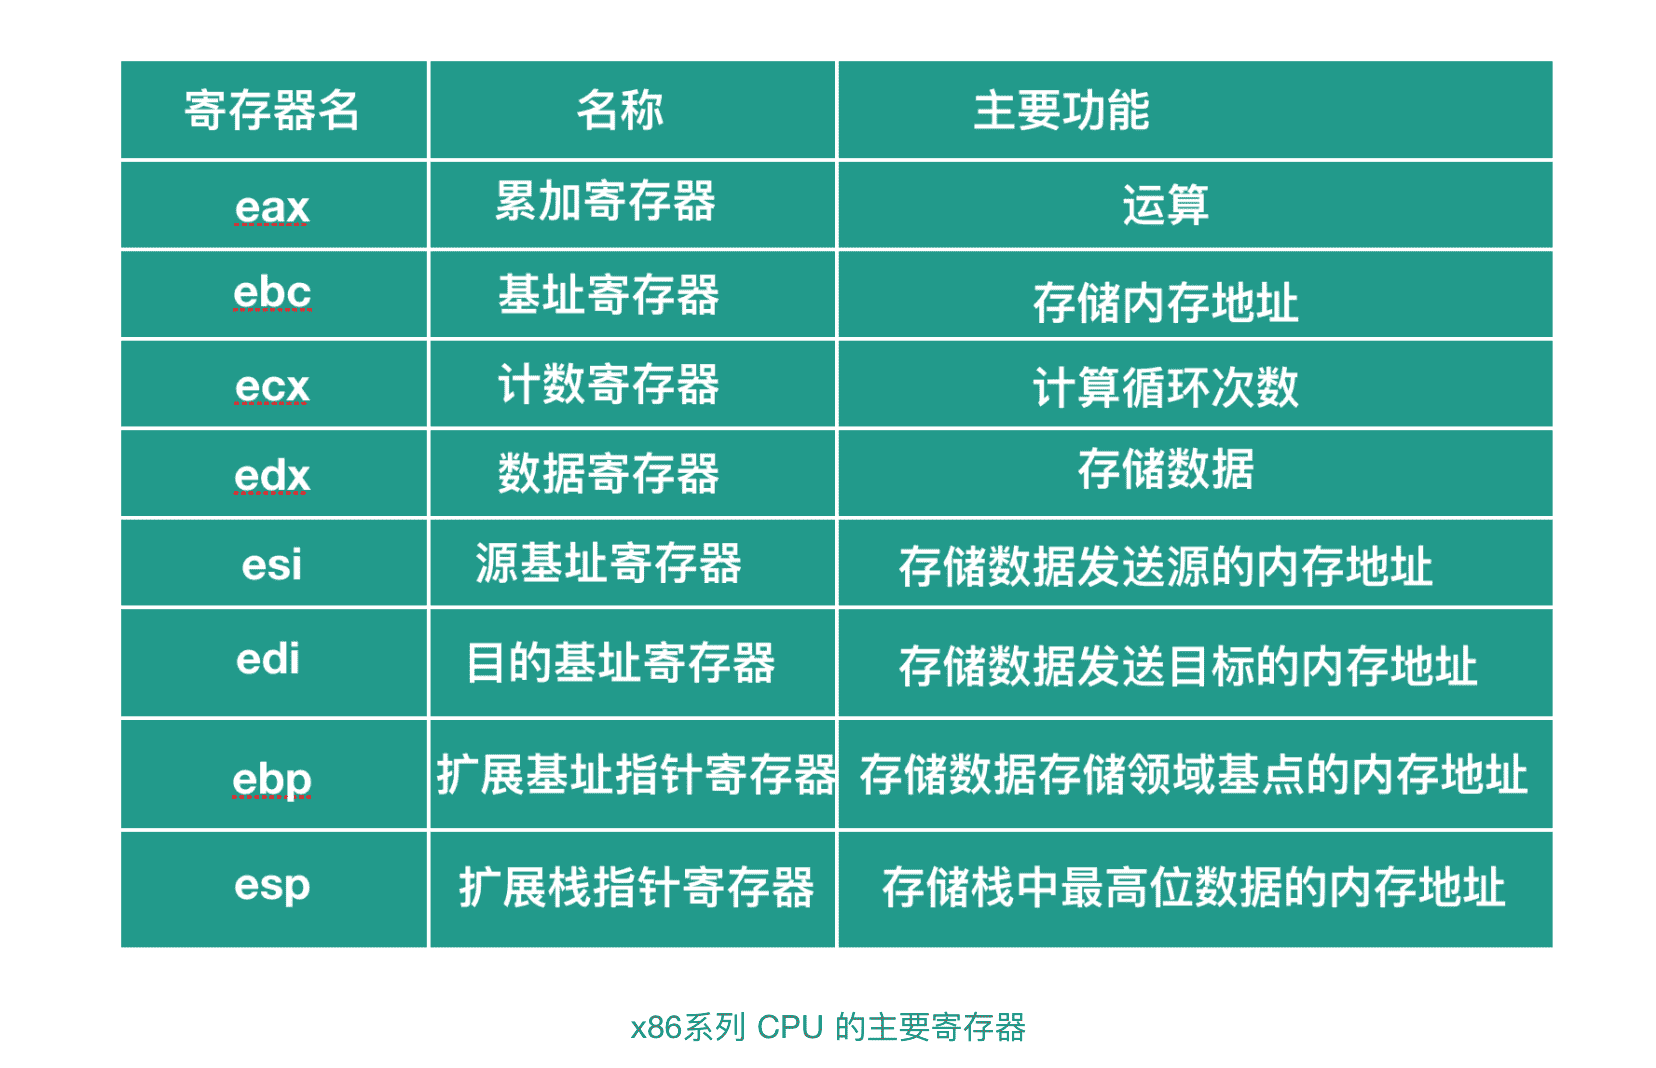 寄存器名 名称 主要功能
eax 累加寄存器 运算
ebc 基址寄存器 存储内存地址
ecx 计数寄存器 计算循环次数
edx 数据寄存器 存储数据
esi 源基址寄存器 存储数据发送源的内存地址
edi 目的基址寄存器 存储数据发送目标的内存地址
ebp 扩展基址指针寄存器 存储数据存储领域基点的内存地址
esp 扩展栈指针寄存器 存储栈中最高位数据的内存地址
x86系列 CPU 的主要寄存器